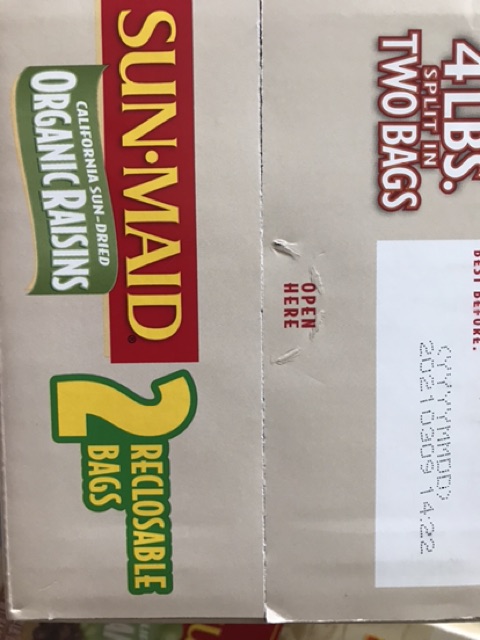 4 LBS.
SPLIT IN
TWO BAGS
OPEN
HERE
BEST BEFORE:
(YYYYMMDD)
20210909 14:22
SUN·MAID®
CALIFORNIA SUN-DRIED
ORGANIC RAISINS
2 RECLOSABLE
BAGS